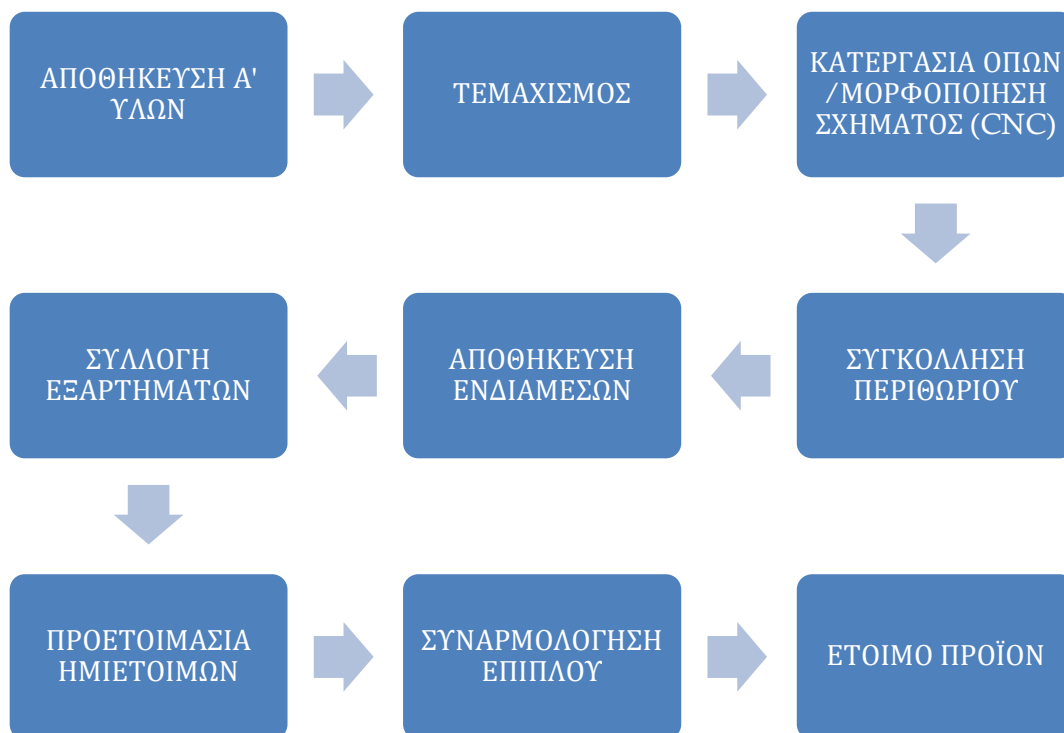 ΑΠΟΘΗΚΕΥΣΗ Α'
ΥΛΩΝ
ΤΕΜΑΧΙΣΜΟΣ
ΚΑΤΕΡΓΑΣΙΑ ΟΠΩΝ
/ΜΟΡΦΟΠΟΙΗΣΗ
ΣΧΗΜΑΤΟΣ (CNC)
ΣΥΓΚΟΛΛΗΣΗ
ΠΕΡΙΘΩΡΙΟΥ
ΑΠΟΘΗΚΕΥΣΗ
ΕΝΔΙΑΜΕΣΩΝ
ΣΥΛΛΟΓΗ
ΕΞΑΡΤΗΜΑΤΩΝ
ΠΡΟΕΤΟΙΜΑΣΙΑ
ΗΜΙΕΤΟΙΜΩΝ
ΣΥΝΑΡΜΟΛΟΓΗΣΗ
ΕΠΙΠΛΟΥ
ΕΤΟΙΜΟ ΠΡΟΪΟΝ